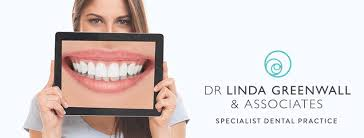 DR LINDA GREENWALL
& ASSOCIATES
SPECIALIST DENTAL PRACTICE